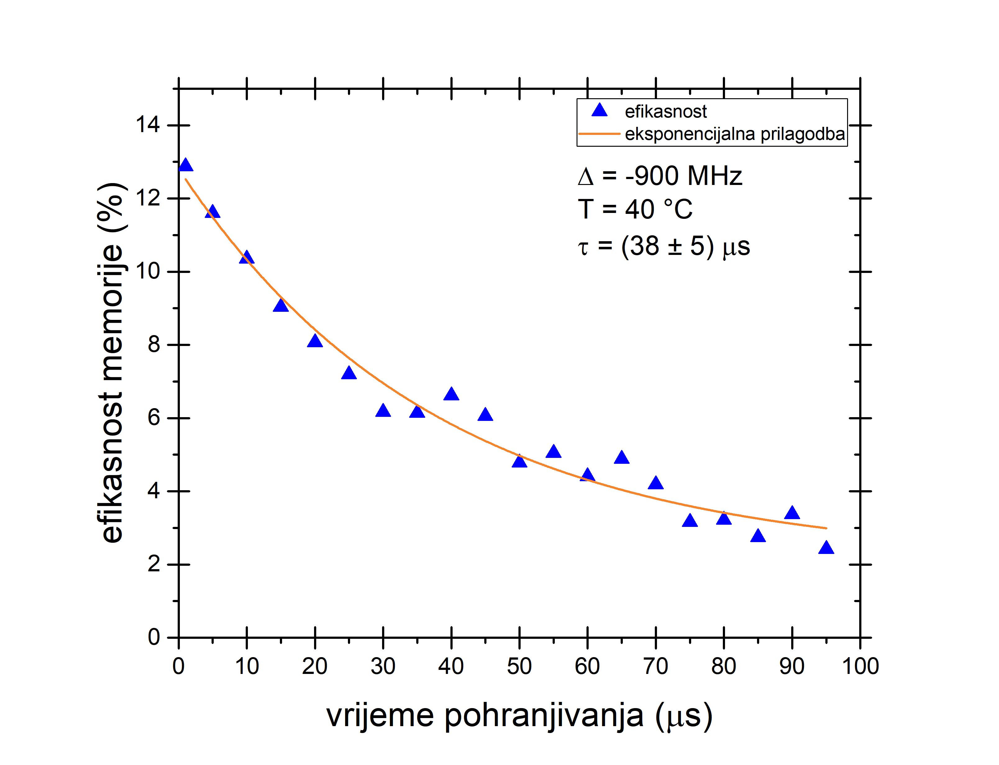 efikasnost
eksponencijalna prilagodba
Δ = -900 MHz
T = 40 °C
τ = (38 ± 5) μs
efikasnost memorije (%)
14
12
10
8
6
4
2
0
0 10 20 30 40 50 60 70 80 90 100
vrijeme pohranjivanja (μs)